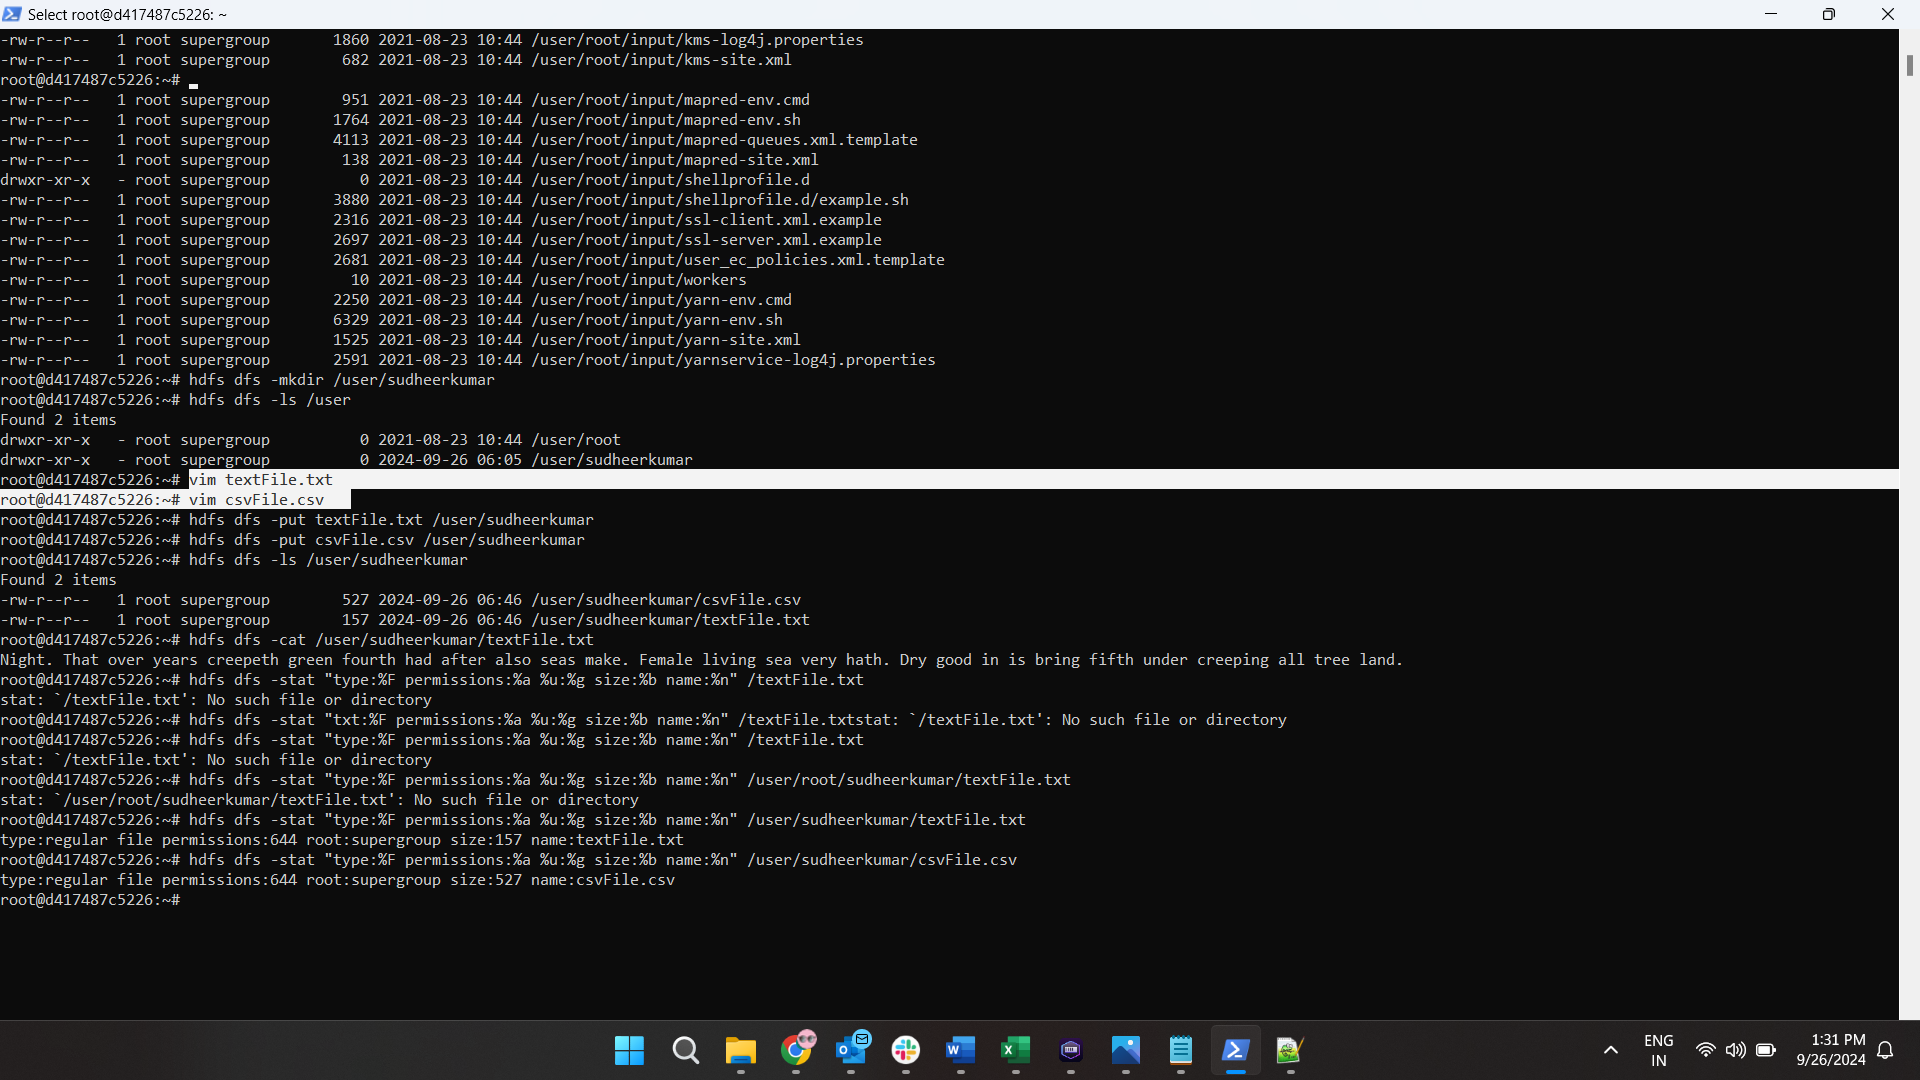 Select root@d417487c5226: ~
-rw-r--r--   1 root supergroup       1860 2021-08-23 10:44 /user/root/input/kms-log4j.properties
-rw-r--r--   1 root supergroup        682 2021-08-23 10:44 /user/root/input/kms-site.xml
root@d417487c5226:~#
-rw-r--r--   1 root supergroup        951 2021-08-23 10:44 /user/root/input/mapred-env.cmd
-rw-r--r--   1 root supergroup       1764 2021-08-23 10:44 /user/root/input/mapred-env.sh
-rw-r--r--   1 root supergroup       4113 2021-08-23 10:44 /user/root/input/mapred-queues.xml.template
-rw-r--r--   1 root supergroup        138 2021-08-23 10:44 /user/root/input/mapred-site.xml
drwxr-xr-x   - root supergroup          0 2021-08-23 10:44 /user/root/input/shellprofile.d
-rw-r--r--   1 root supergroup       3880 2021-08-23 10:44 /user/root/input/shellprofile.d/example.sh
-rw-r--r--   1 root supergroup       2316 2021-08-23 10:44 /user/root/input/ssl-client.xml.example
-rw-r--r--   1 root supergroup       2697 2021-08-23 10:44 /user/root/input/ssl-server.xml.example
-rw-r--r--   1 root supergroup       2681 2021-08-23 10:44 /user/root/input/user_ec_policies.xml.template
-rw-r--r--   1 root supergroup         10 2021-08-23 10:44 /user/root/input/workers
-rw-r--r--   1 root supergroup       2250 2021-08-23 10:44 /user/root/input/yarn-env.cmd
-rw-r--r--   1 root supergroup       6329 2021-08-23 10:44 /user/root/input/yarn-env.sh
-rw-r--r--   1 root supergroup       1525 2021-08-23 10:44 /user/root/input/yarn-site.xml
-rw-r--r--   1 root supergroup       2591 2021-08-23 10:44 /user/root/input/yarnservice-log4j.properties
root@d417487c5226:~# hdfs dfs -mkdir /user/sudheerkumar
root@d417487c5226:~# hdfs dfs -ls /user
Found 2 items
drwxr-xr-x   - root supergroup          0 2021-08-23 10:44 /user/root
drwxr-xr-x   - root supergroup          0 2024-09-26 06:05 /user/sudheerkumar
root@d417487c5226:~# vim textFile.txt
root@d417487c5226:~# vim csvFile.csv
root@d417487c5226:~# hdfs dfs -put textFile.txt /user/sudheerkumar
root@d417487c5226:~# hdfs dfs -put csvFile.csv /user/sudheerkumar
root@d417487c5226:~# hdfs dfs -ls /user/sudheerkumar
Found 2 items
-rw-r--r--   1 root supergroup        527 2024-09-26 06:46 /user/sudheerkumar/csvFile.csv
-rw-r--r--   1 root supergroup        157 2024-09-26 06:46 /user/sudheerkumar/textFile.txt
root@d417487c5226:~# hdfs dfs -cat /user/sudheerkumar/textFile.txt
Night. That over years creepeth green fourth had after also seas make. Female living sea very hath. Dry good in is bring fifth under creeping all tree land.
root@d417487c5226:~# hdfs dfs -stat "type:%F permissions:%a %u:%g size:%b name:%n" /textFile.txt
stat: `/textFile.txt': No such file or directory
root@d417487c5226:~# hdfs dfs -stat "txt:%F permissions:%a %u:%g size:%b name:%n" /textFile.txtstat: `/textFile.txt': No such file or directory
root@d417487c5226:~# hdfs dfs -stat "type:%F permissions:%a %u:%g size:%b name:%n" /textFile.txt
stat: `/textFile.txt': No such file or directory
root@d417487c5226:~# hdfs dfs -stat "type:%F permissions:%a %u:%g size:%b name:%n" /user/root/sudheerkumar/textFile.txt
stat: `/user/root/sudheerkumar/textFile.txt': No such file or directory
root@d417487c5226:~# hdfs dfs -stat "type:%F permissions:%a %u:%g size:%b name:%n" /user/sudheerkumar/textFile.txt
type:regular file permissions:644 root:supergroup size:157 name:textFile.txt
root@d417487c5226:~# hdfs dfs -stat "type:%F permissions:%a %u:%g size:%b name:%n" /user/sudheerkumar/csvFile.csv
type:regular file permissions:644 root:supergroup size:527 name:csvFile.csv
root@d417487c5226:~#
ENG
IN
1:31 PM
9/26/2024